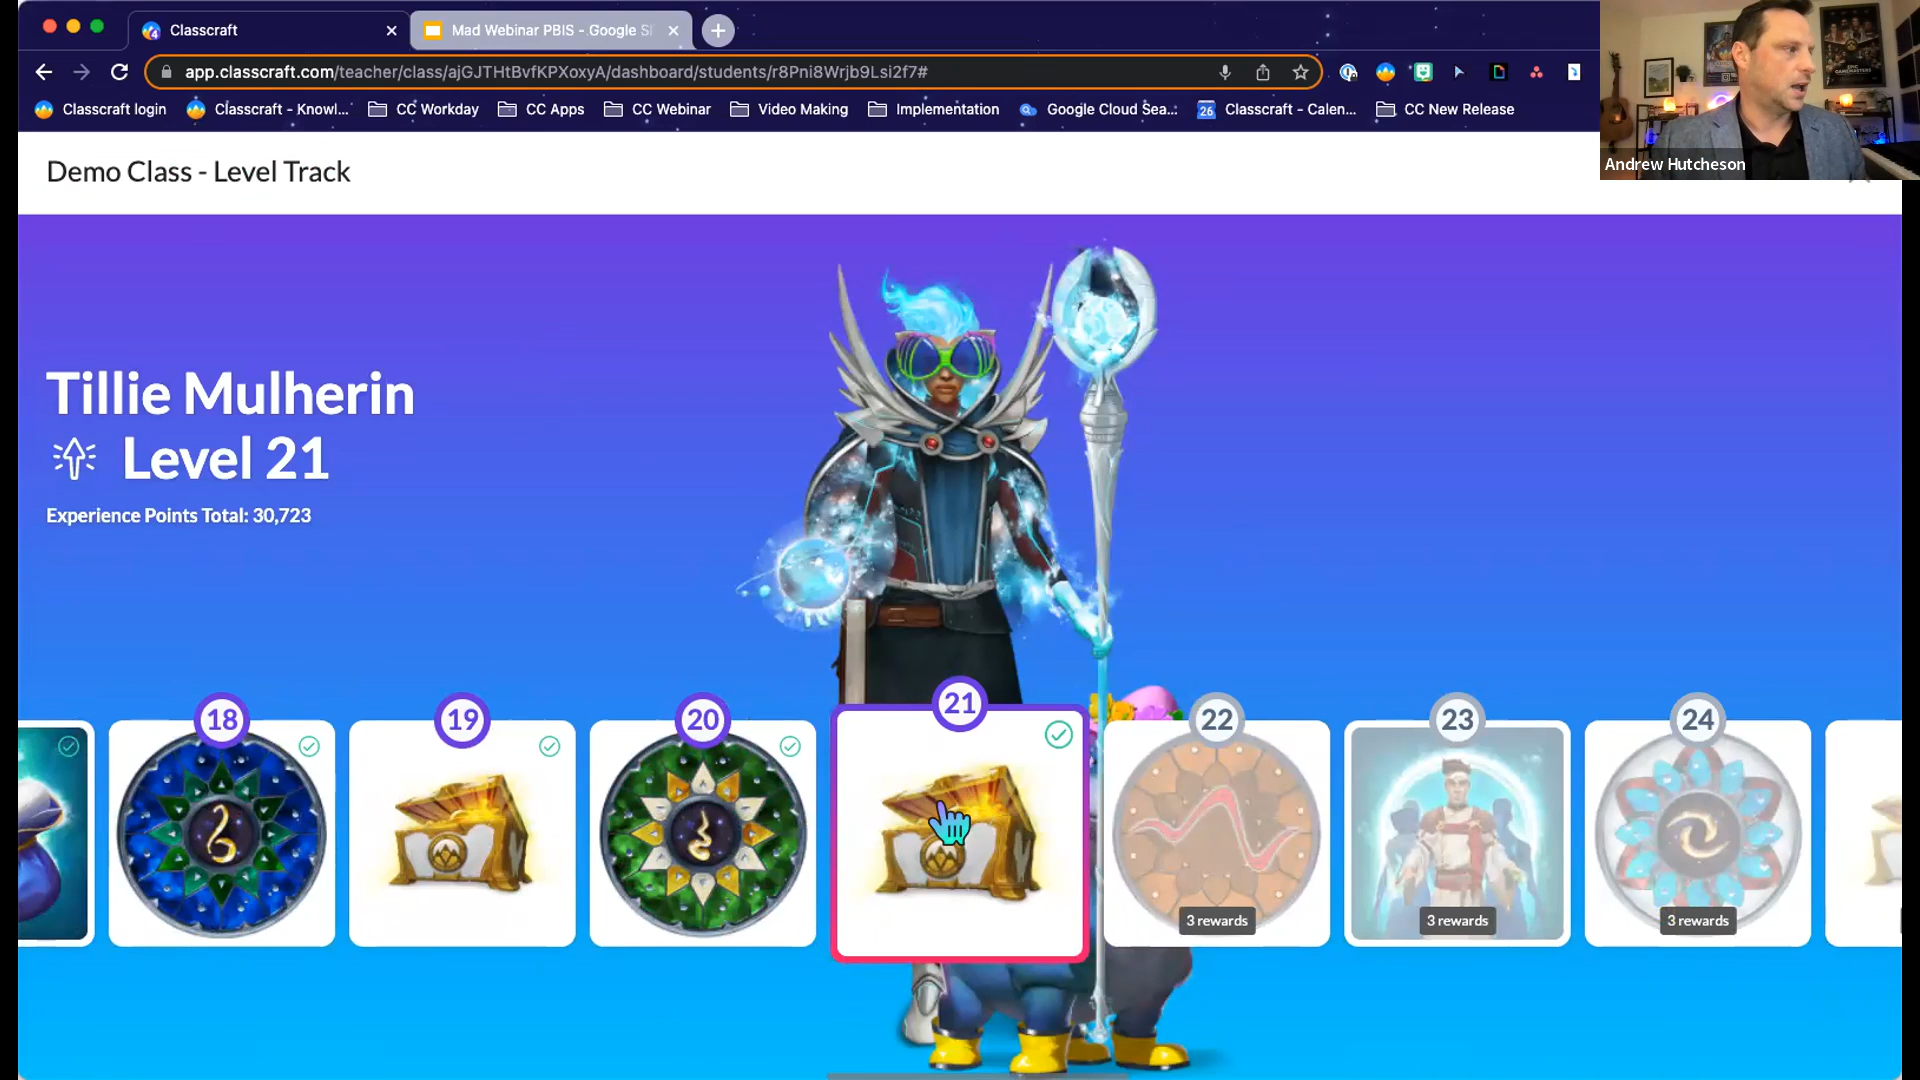 Classcraft
Mad Webinar PBIS - Google Sl
app.classcraft.com/teacher/class/ajGJTHtBvfKPXoxyA/dashboard/students/r8Pni8Wrjb9Lsi2f7#
Classcraft login
Classcraft - Knowl...
CC Workday
CC Apps
CC Webinar
Video Making
Implementation
Google Cloud Sea...
26
Classcraft - Calen...
CC New Release
Andrew Hutcheson
Demo Class - Level Track
Tillie Mulherin
Level 21
Experience Points Total: 30,723
18
19
20
21
22
23
24
3 rewards
3 rewards
3 rewards